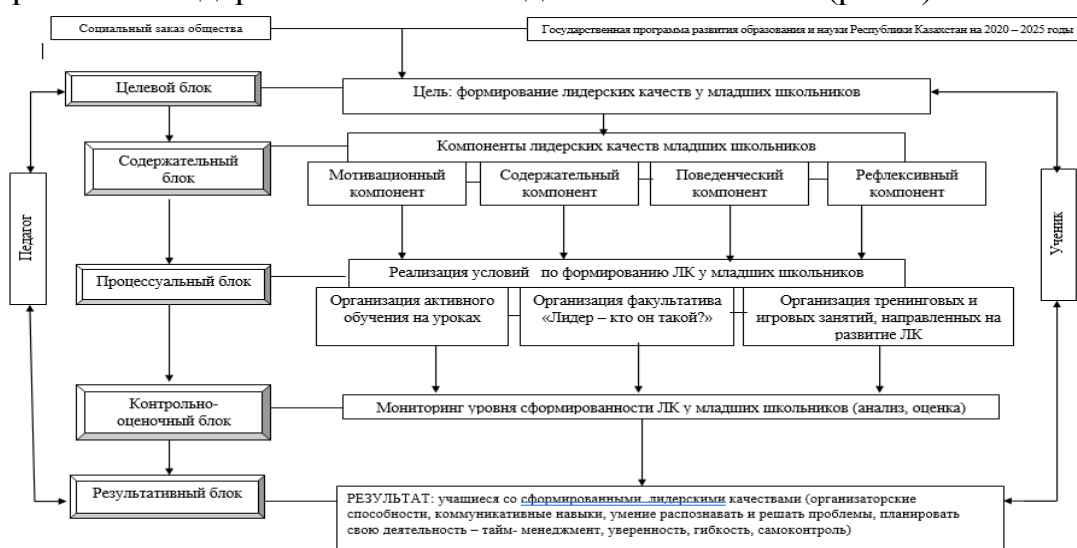 Социальный заказ общества
Государственная программа развития образования и науки Республики Казахстан на 2020 – 2025 годы
Целевой блок
Цель: формирование лидерских качеств у младших школьников
Содержательный
блок
Компоненты лидерских качеств младших школьников
Мотивационный
компонент
Содержательный
компонент
Поведенческий
компонент
Рефлексивный
компонент
Педагог
Ученик
Процессуальный блок
Реализация условий по формированию ЛК у младших школьников
Организация активного
обучения на уроках
Организация факультатива
«Лидер – кто он такой?»
Организация тренинговых и
игровых занятий, направленных на
развитие ЛК
Контрольно-
оценочный блок
Мониторинг уровня сформированности ЛК у младших школьников (анализ, оценка)
Результативный блок
РЕЗУЛЬТАТ: учащиеся со сформированными лидерскими качествами (организаторские
способности, коммуникативные навыки, умение распознавать и решать проблемы, планировать
свою деятельность – тайм- менеджмент, уверенность, гибкость, самоконтроль)